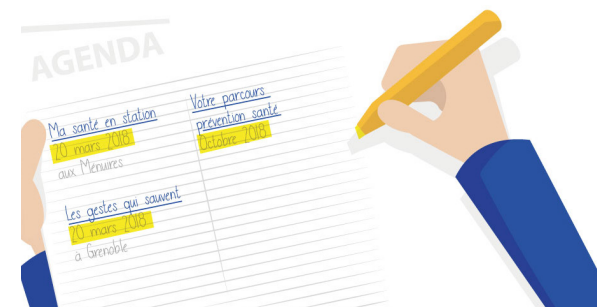 AGENDA
Ma santé en station
20 mars 2018
aux Ménuires
Les gestes qui sauvent
20 mars 2018
à Grenoble
Votre parcours
prévention santé
Octobre 2018